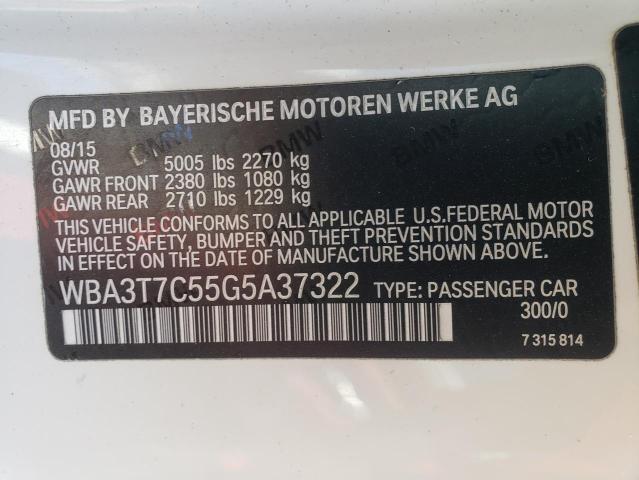 MFD BY BAYERISCHE MOTOREN WERKE AG
08/15
GVWR 5005 lbs 2270 kg
GAWR FRONT 2380 lbs 1080 kg
GAWR REAR 2710 lbs 1229 kg
THIS VEHICLE CONFORMS TO ALL APPLICABLE U.S.FEDERAL MOTOR
VEHICLE SAFETY, BUMPER AND THEFT PREVENTION STANDARDS
IN EFFECT ON THE DATE OF MANUFACTURE SHOWN ABOVE.
WBA3T7C55G5A37322 TYPE: PASSENGER CAR
300/0
7 315 814
BMW
BMW
BMW